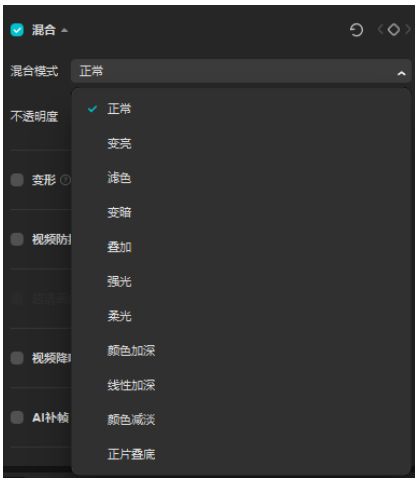 混合
混合模式 正常
不透明度
正常
变亮
滤色
变暗
叠加
强光
柔光
颜色加深
线性加深
颜色减淡
正片叠底
变形
视频防
视频降
AI补帧